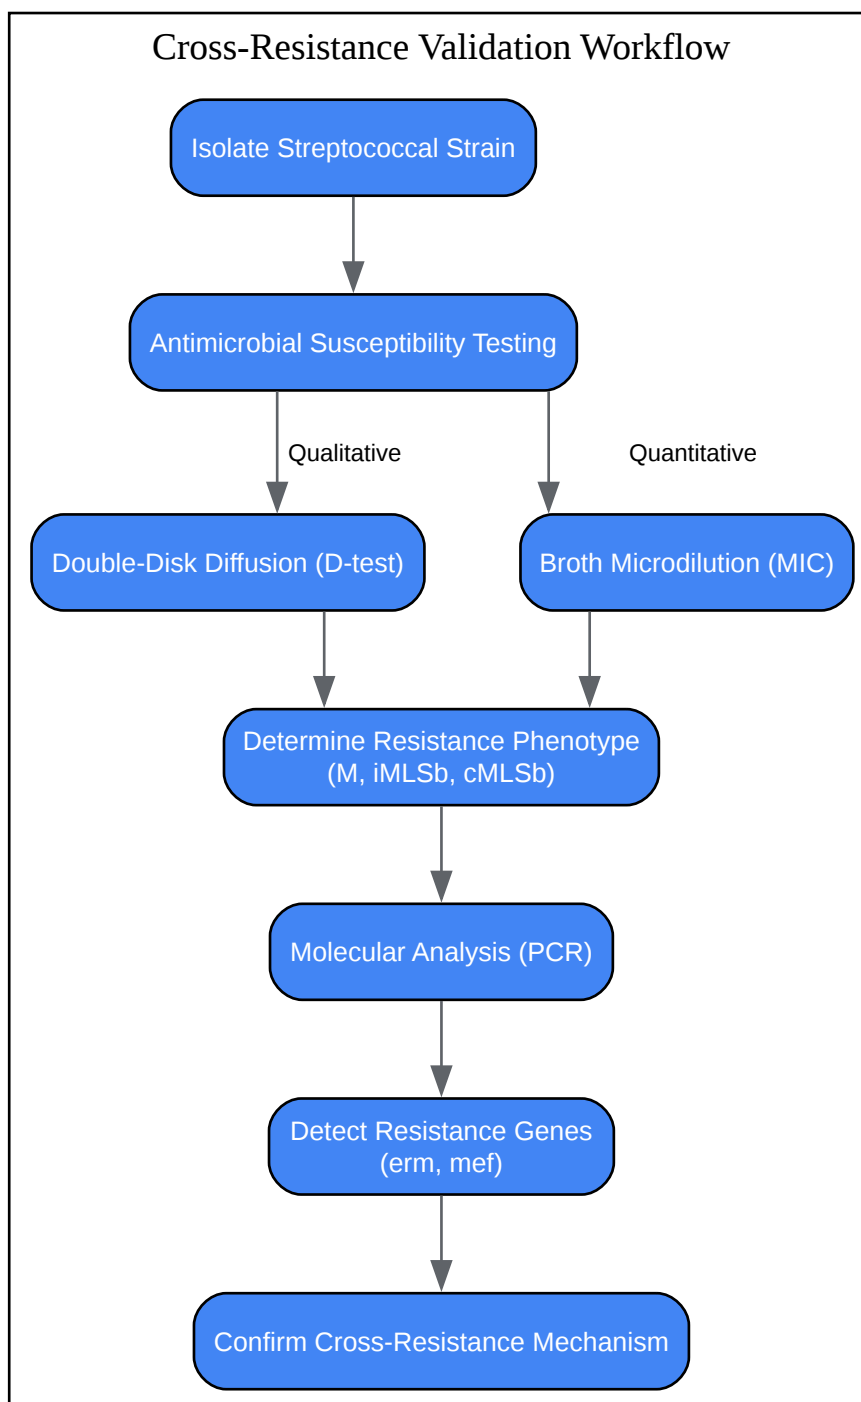 Cross-Resistance Validation Workflow
Isolate Streptococcal Strain
Antimicrobial Susceptibility Testing
Qualitative
Quantitative
Double-Disk Diffusion (D-test)
Broth Microdilution (MIC)
Determine Resistance Phenotype
(M, iMLSb, cMLSb)
Molecular Analysis (PCR)
Detect Resistance Genes
(erm, mef)
Confirm Cross-Resistance Mechanism